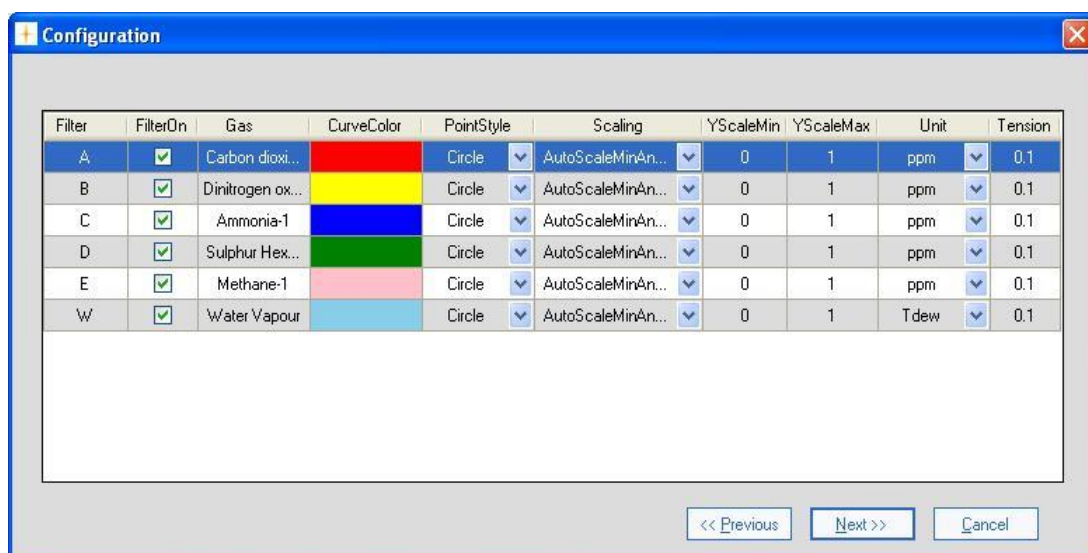 Configuration
Filter FilterOn Gas CurveColor PointStyle Scaling YScaleMin YScaleMax Unit Tension
A Carbon dioxi... Circle AutoScaleMinAn... 0 1 ppm 0.1
B Dinitrogen ox... Circle AutoScaleMinAn... 0 1 ppm 0.1
C Ammonia-1 Circle AutoScaleMinAn... 0 1 ppm 0.1
D Sulphur Hex... Circle AutoScaleMinAn... 0 1 ppm 0.1
E Methane-1 Circle AutoScaleMinAn... 0 1 ppm 0.1
W Water Vapour Circle AutoScaleMinAn... 0 1 Tdew 0.1
<< Previous Next >> Cancel